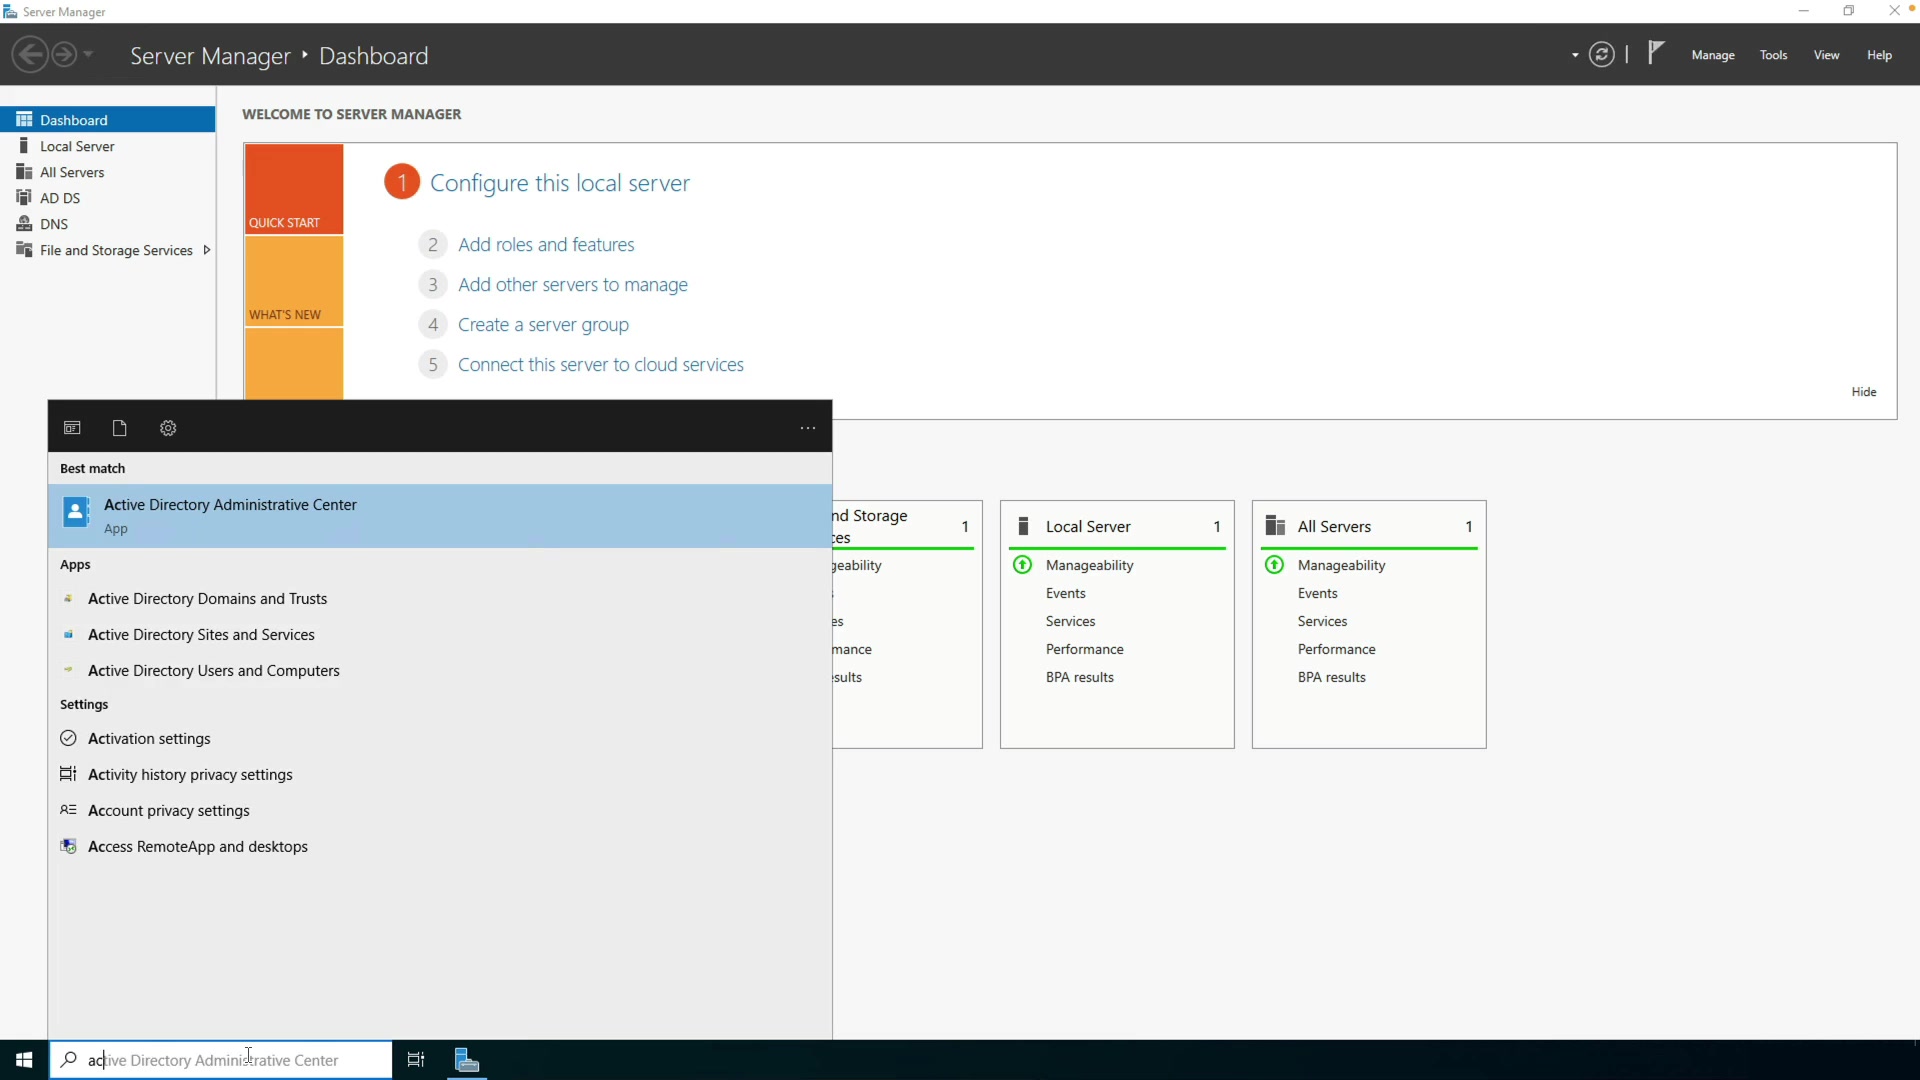 Server Manager
Server Manager ‣ Dashboard
Manage
Tools
View
Help
Dashboard
Local Server
All Servers
AD DS
DNS
File and Storage Services
WELCOME TO SERVER MANAGER
QUICK START
WHAT'S NEW
1 Configure this local server
2 Add roles and features
3 Add other servers to manage
4 Create a server group
5 Connect this server to cloud services
Hide
Best match
Active Directory Administrative Center
App
Apps
Active Directory Domains and Trusts
Active Directory Sites and Services
Active Directory Users and Computers
Settings
Activation settings
Activity history privacy settings
Account privacy settings
Access RemoteApp and desktops
nd Storage 1
ces
geability
mance
sults
Local Server 1
Manageability
Events
Services
Performance
BPA results
All Servers 1
Manageability
Events
Services
Performance
BPA results
active Directory Administrative Center